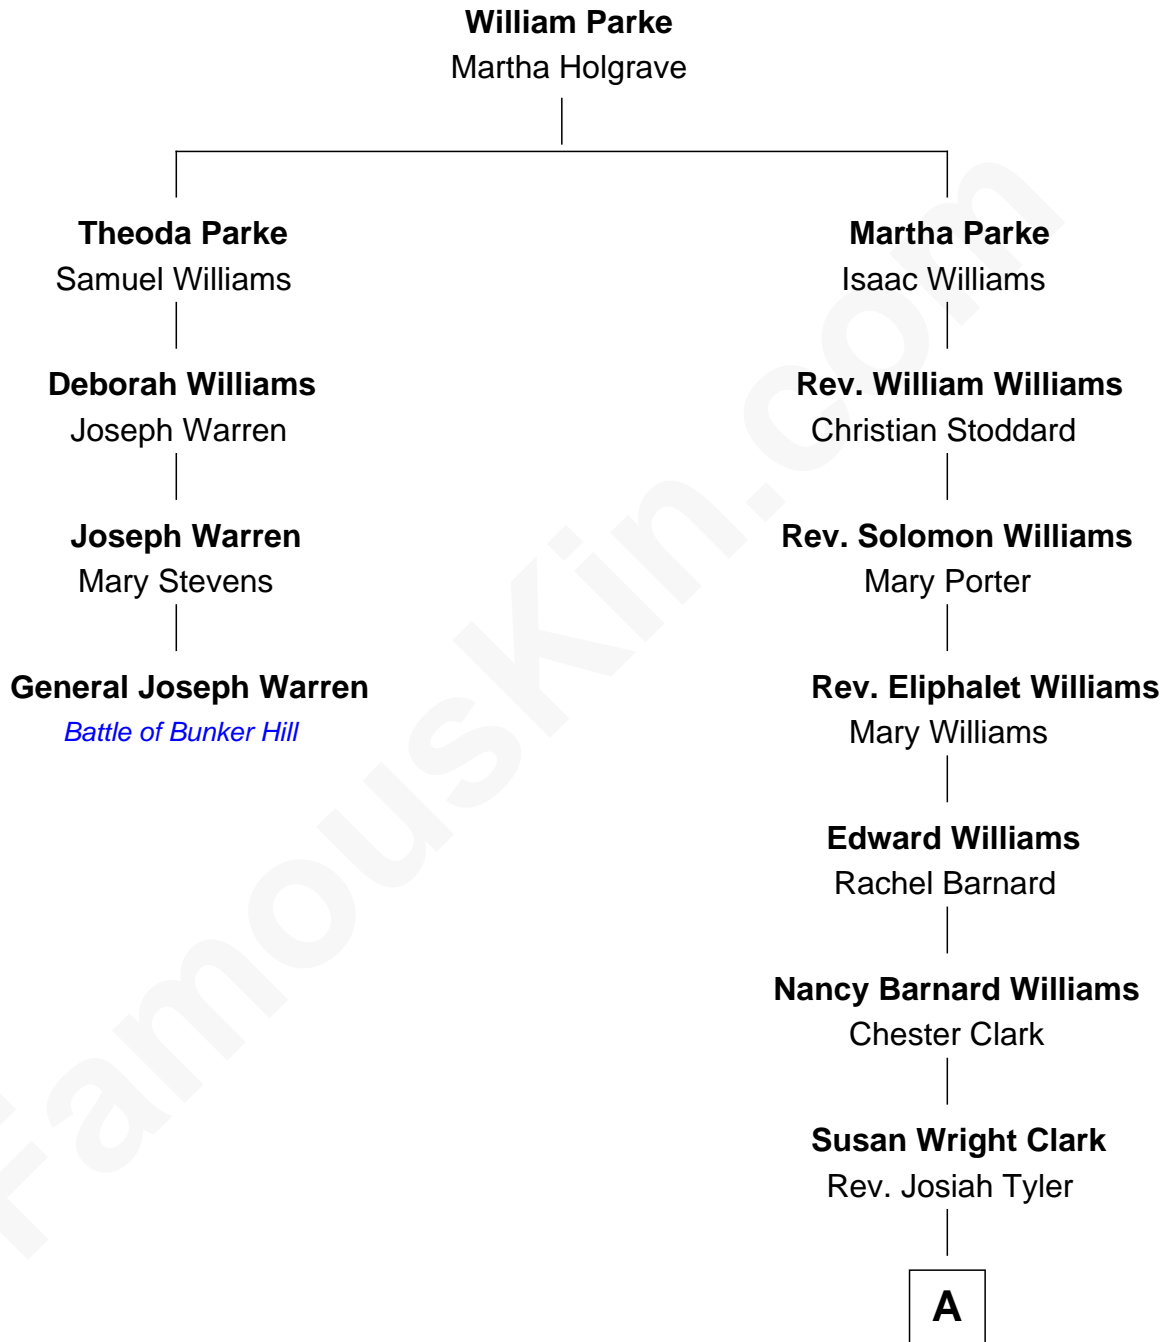 William Parke
Martha Holgrave
Theoda Parke
Samuel Williams
Martha Parke
Isaac Williams
Deborah Williams
Joseph Warren
Rev. William Williams
Christian Stoddard
Joseph Warren
Mary Stevens
Rev. Solomon Williams
Mary Porter
General Joseph Warren
Battle of Bunker Hill
Rev. Eliphalet Williams
Mary Williams
Edward Williams
Rachel Barnard
Nancy Barnard Williams
Chester Clark
Susan Wright Clark
Rev. Josiah Tyler
A
FamousKin.com